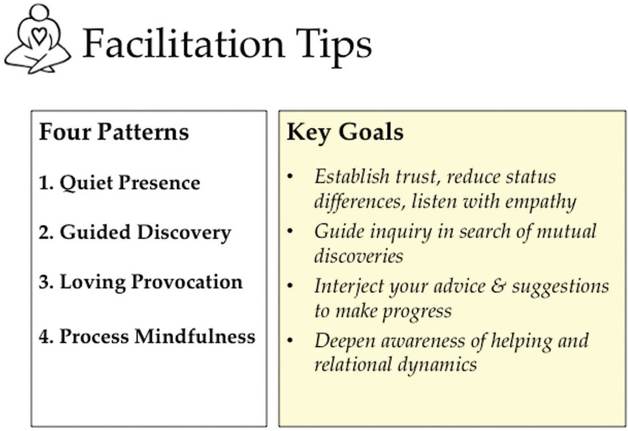 Facilitation Tips
Four Patterns
1. Quiet Presence
2. Guided Discovery
3. Loving Provocation
4. Process Mindfulness
Key Goals
• Establish trust, reduce status
differences, listen with empathy
• Guide inquiry in search of mutual
discoveries
• Interject your advice & suggestions
to make progress
• Deepen awareness of helping and
relational dynamics